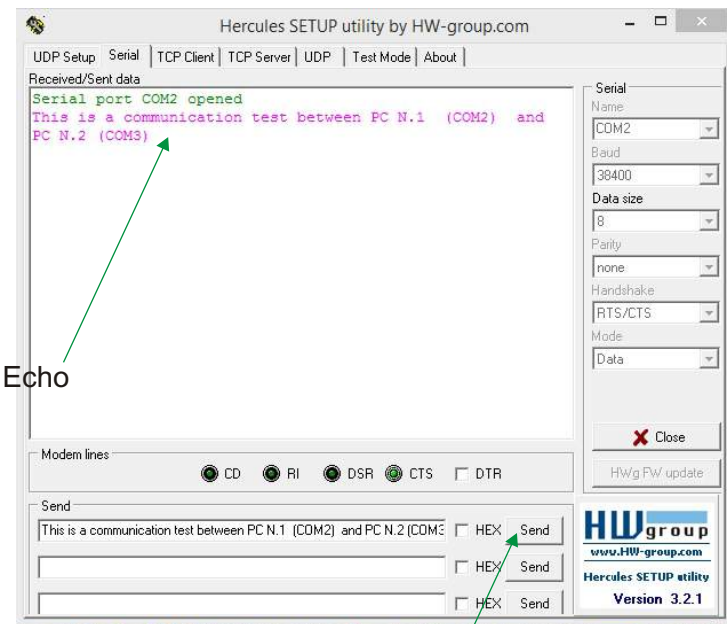 Hercules SETUP utility by HW-group.com
UDP Setup Serial TCP Client TCP Server UDP Test Mode About
Received/Sent data
Serial port COM2 opened
This is a communication test between PC N.1 (COM2) and
PC N.2 (COM3)
Echo
Serial
Name
COM2
Baud
38400
Data size
8
Parity
none
Handshake
RTS/CTS
Mode
Data
Close
HWg FW update
Modem lines
CD RI DSR CTS DTR
Send
This is a communication test between PC N.1 (COM2) and PC N.2 (COM3 HEX Send
HEX Send
HEX Send
HWgroup
www.HW-group.com
Hercules SETUP utility
Version 3.2.1